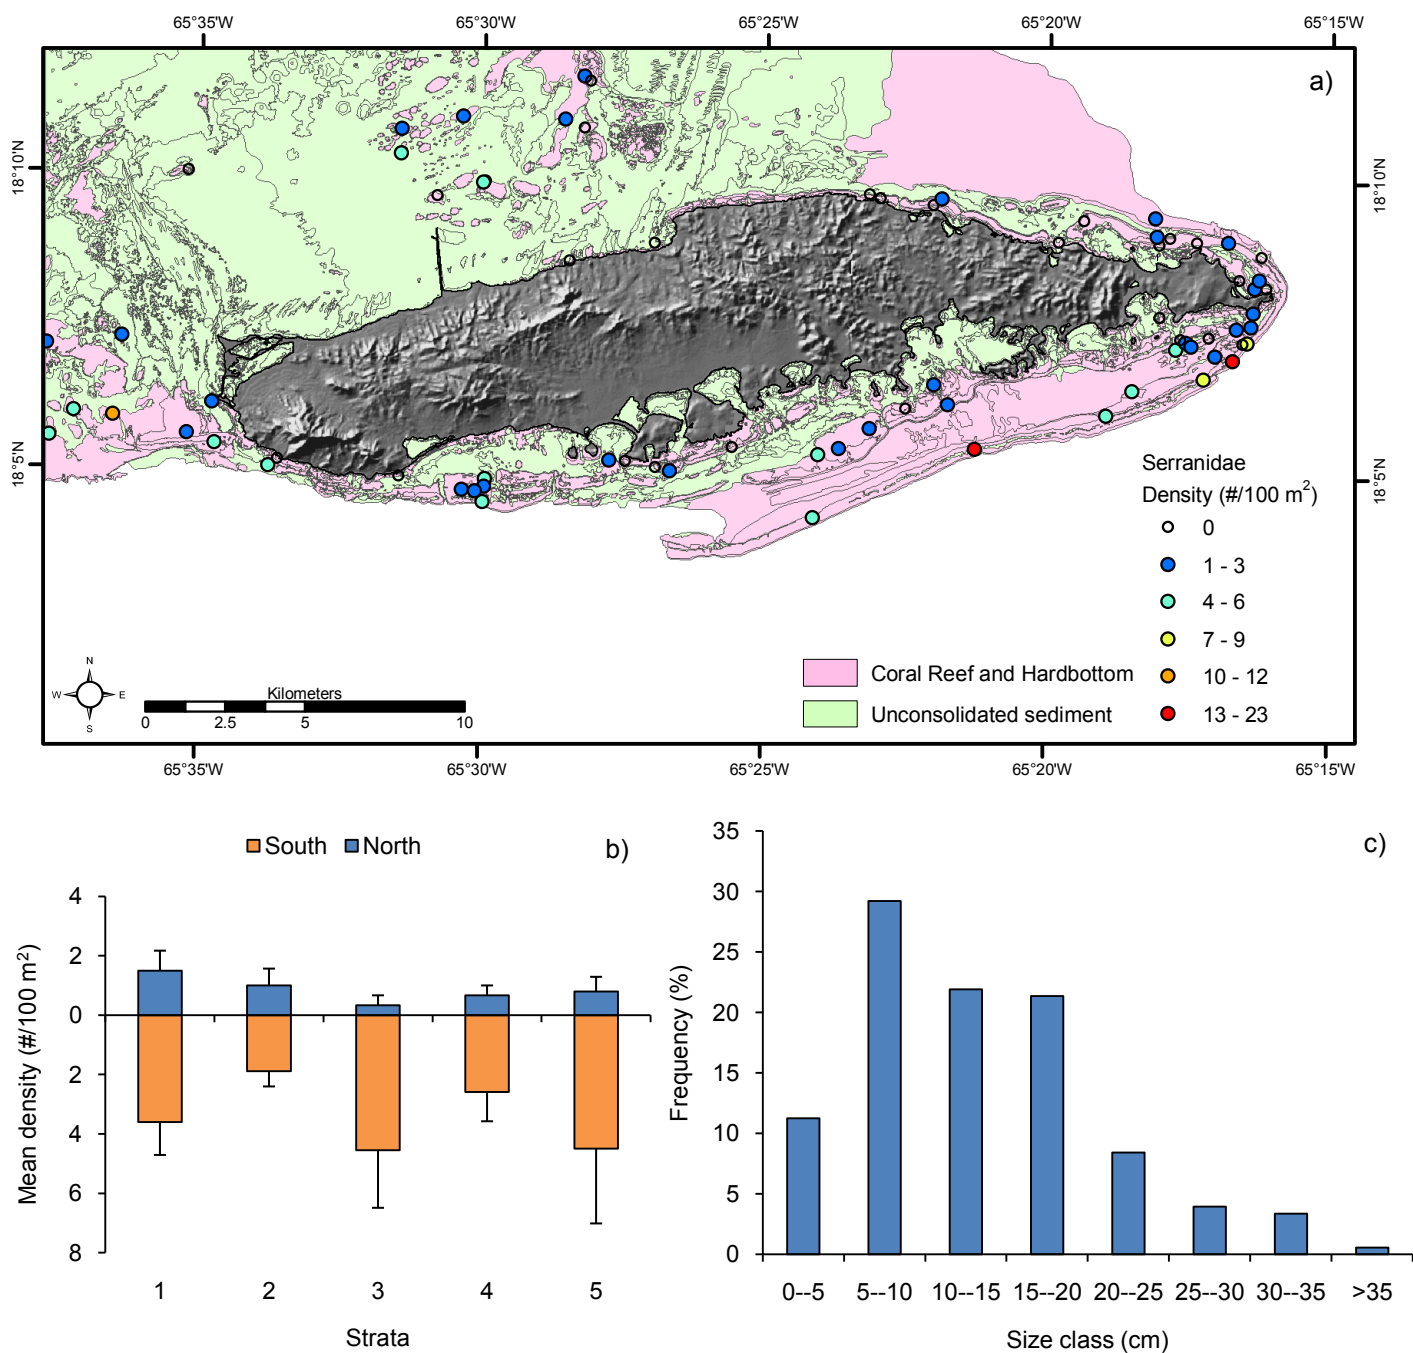 65°35'W 65°30'W 65°25'W 65°20'W 65°15'W
a)
18°10'N 18°10'N
18°5'N 18°5'N
Serranidae
Density (#/100 m2)
0
1 - 3
4 - 6
7 - 9
10 - 12
13 - 23
Coral Reef and Hardbottom
Unconsolidated sediment
N
W E
S
Kilometers
0 2.5 5 10
65°35'W 65°30'W 65°25'W 65°20'W 65°15'W
South North b)
Mean density (#/100 m2)
4
2
0
2
4
6
8
1 2 3 4 5
Strata
c)
Frequency (%)
35
30
25
20
15
10
5
0
0--5 5--10 10--15 15--20 20--25 25--30 30--35 >35
Size class (cm)